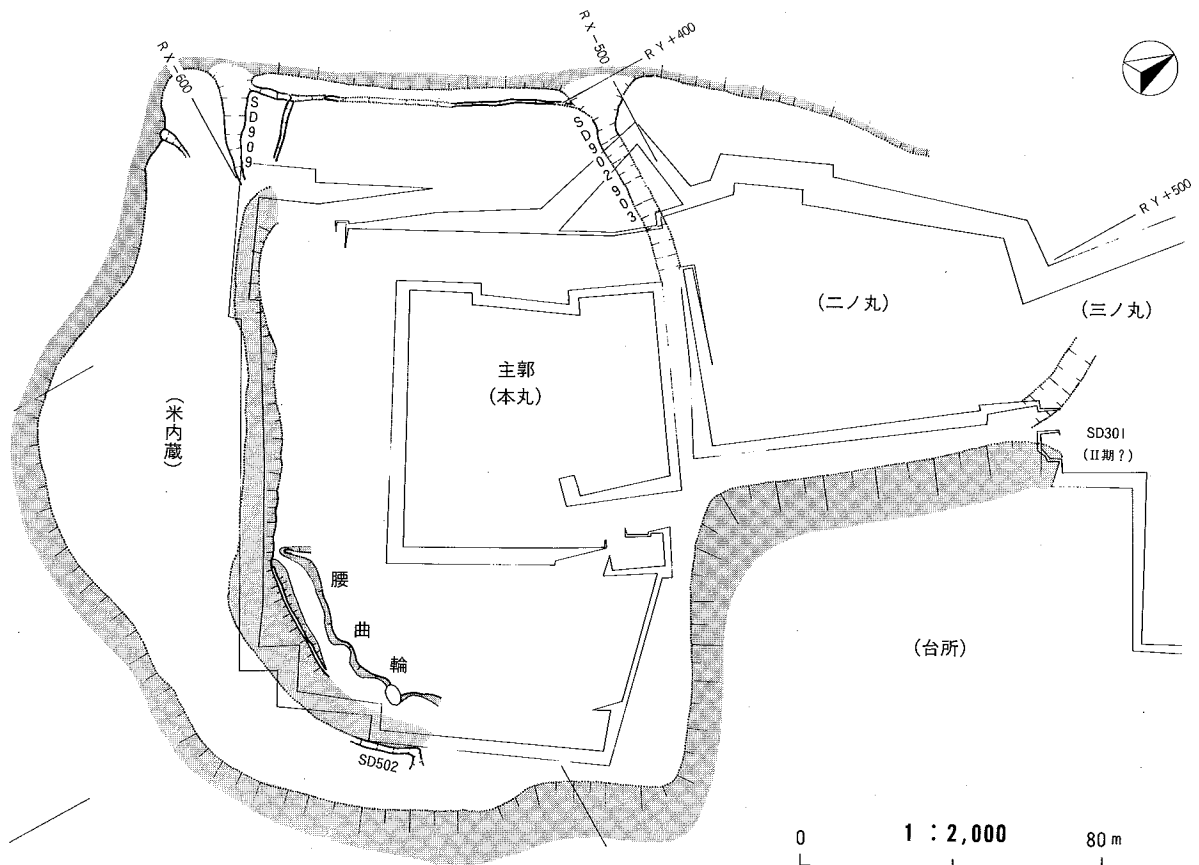 RX-600
RX-500
RY+400
SD909
SD902 903
RY+500
(二ノ丸)
(三ノ丸)
主郭
(本丸)
(米内蔵)
SD301
(II期?)
腰曲輪
(台所)
SD502
1 : 2,000
0
80 m